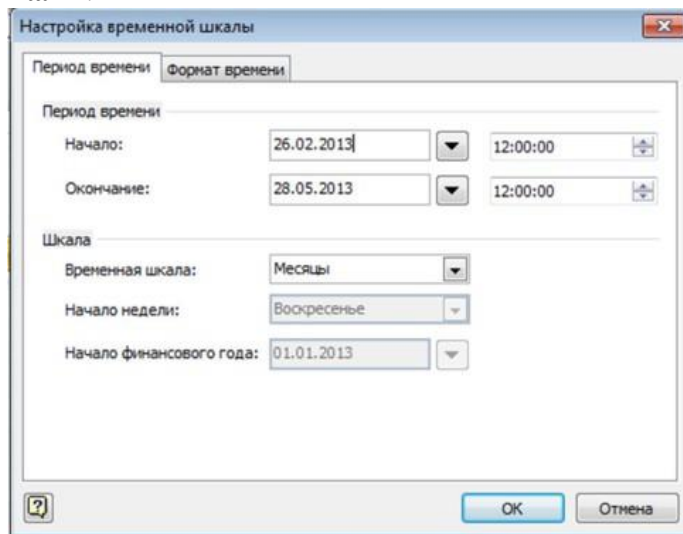 Настройка временной шкалы
Период времени Формат времени
Период времени
Начало: 26.02.2013 12:00:00
Окончание: 28.05.2013 12:00:00
Шкала
Временная шкала: Месяцы
Начало недели: Воскресенье
Начало финансового года: 01.01.2013
OK Отмена